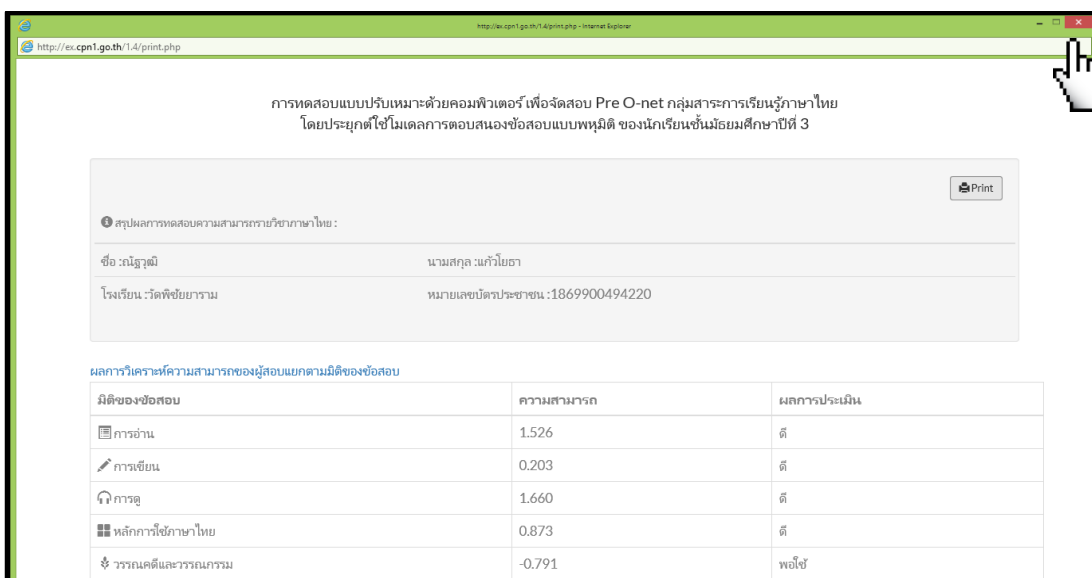 http://ex.cpn1.go.th/1.4/print.php - Internet Explorer
http://ex.cpn1.go.th/1.4/print.php
การทดสอบแบบปรับเหมาะด้วยคอมพิวเตอร์ เพื่อจัดสอบ Pre O-net กลุ่มสาระการเรียนรู้ภาษาไทย
โดยประยุกต์ใช้โมเดลการตอบสนองข้อสอบแบบพหุมิติ ของนักเรียนชั้นมัธยมศึกษาปีที่ 3
Print
สรุปผลการทดสอบความสามารถรายวิชาภาษาไทย :
ชื่อ :ณัฐวุฒิ นามสกุล :แก้วโยธา
โรงเรียน :วัดพิชัยยาราม หมายเลขบัตรประชาชน :1869900494220
ผลการวิเคราะห์ความสามารถของผู้สอบแยกตามมิติของข้อสอบ
มิติของข้อสอบ ความสามารถ ผลการประเมิน
การอ่าน 1.526 ดี
การเขียน 0.203 ดี
การดู 1.660 ดี
หลักการใช้ภาษาไทย 0.873 ดี
วรรณคดีและวรรณกรรม -0.791 พอใช้